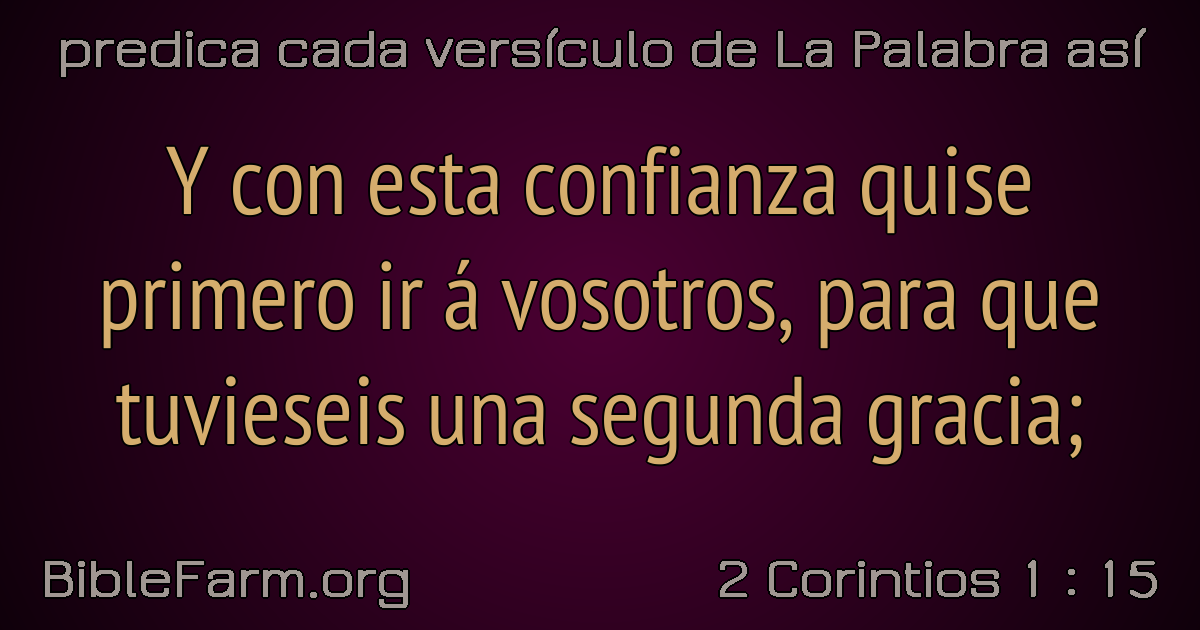 predica cada versículo de La Palabra así
Y con esta confianza quise
primero ir á vosotros, para que
tuvieseis una segunda gracia;
BibleFarm.org
2 Corintios 1 : 15